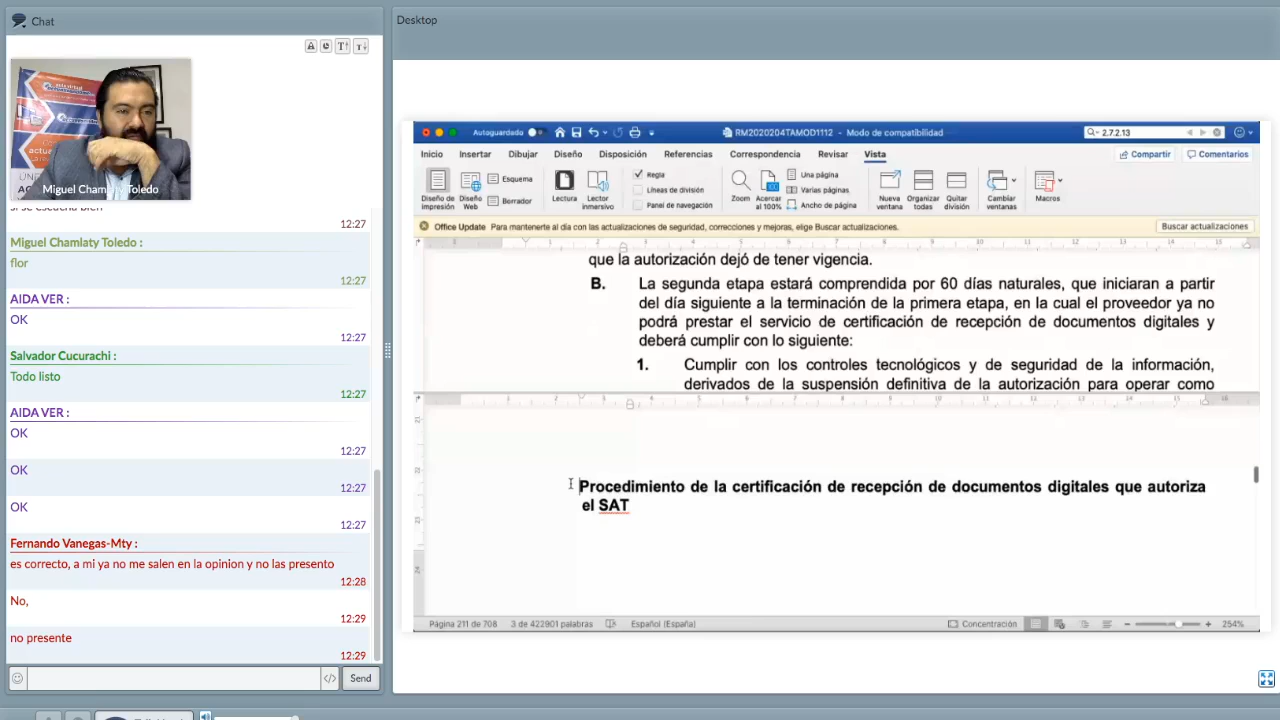 Chat
Desktop
Miguel Chamlaty Toledo
12:27
Miguel Chamlaty Toledo :
flor
12:27
AIDA VER :
OK
12:27
Salvador Cucurachi :
Todo listo
12:27
AIDA VER :
OK
12:27
OK
12:27
OK
12:27
Fernando Vanegas-Mty :
es correcto, a mi ya no me salen en la opinion y no las presento
12:28
No,
12:29
no presente
12:29
Send
Autoguardado
RM2020204TAMOD1112 - Modo de compatibilidad
2.7.2.13
Inicio Insertar Dibujar Diseño Disposición Referencias Correspondencia Revisar Vista
Compartir Comentarios
Diseño de impresión
Diseño Web
Esquema
Borrador
Lectura
Lector inmersivo
Regla
Líneas de división
Panel de navegación
Zoom
Acercar al 100%
Una página
Varias páginas
Ancho de página
Nueva ventana
Organizar todas
Quitar división
Cambiar ventanas
Macros
Office Update Para mantenerte al día con las actualizaciones de seguridad, correcciones y mejoras, elige Buscar actualizaciones.
Buscar actualizaciones
que la autorización dejó de tener vigencia.
B. La segunda etapa estará comprendida por 60 días naturales, que iniciaran a partir
del día siguiente a la terminación de la primera etapa, en la cual el proveedor ya no
podrá prestar el servicio de certificación de recepción de documentos digitales y
deberá cumplir con lo siguiente:
1. Cumplir con los controles tecnológicos y de seguridad de la información,
derivados de la suspensión definitiva de la autorización para operar como
Procedimiento de la certificación de recepción de documentos digitales que autoriza
el SAT
Página 211 de 708 3 de 422901 palabras Español (España) Concentración 254%